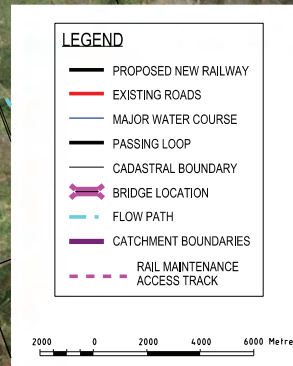 LEGEND
PROPOSED NEW RAILWAY
EXISTING ROADS
MAJOR WATER COURSE
PASSING LOOP
CADASTRAL BOUNDARY
BRIDGE LOCATION
FLOW PATH
CATCHMENT BOUNDARIES
RAIL MAINTENANCE
ACCESS TRACK
2000 0 2000 4000 6000 Metre